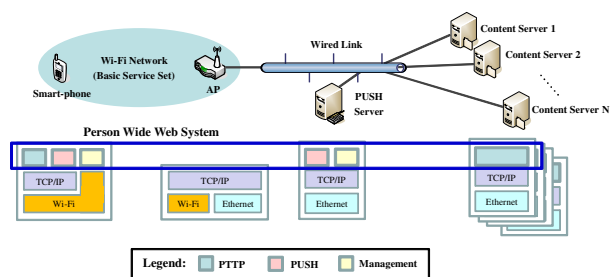 Content Server 1
Wi-Fi Network
(Basic Service Set)
Wired Link
Content Server 2
Smart-phone
AP
PUSH
Server
Content Server N
Person Wide Web System
TCP/IP
TCP/IP
TCP/IP
TCP/IP
Wi-Fi
Wi-Fi
Ethernet
Ethernet
Ethernet
Legend:
PTTP
PUSH
Management